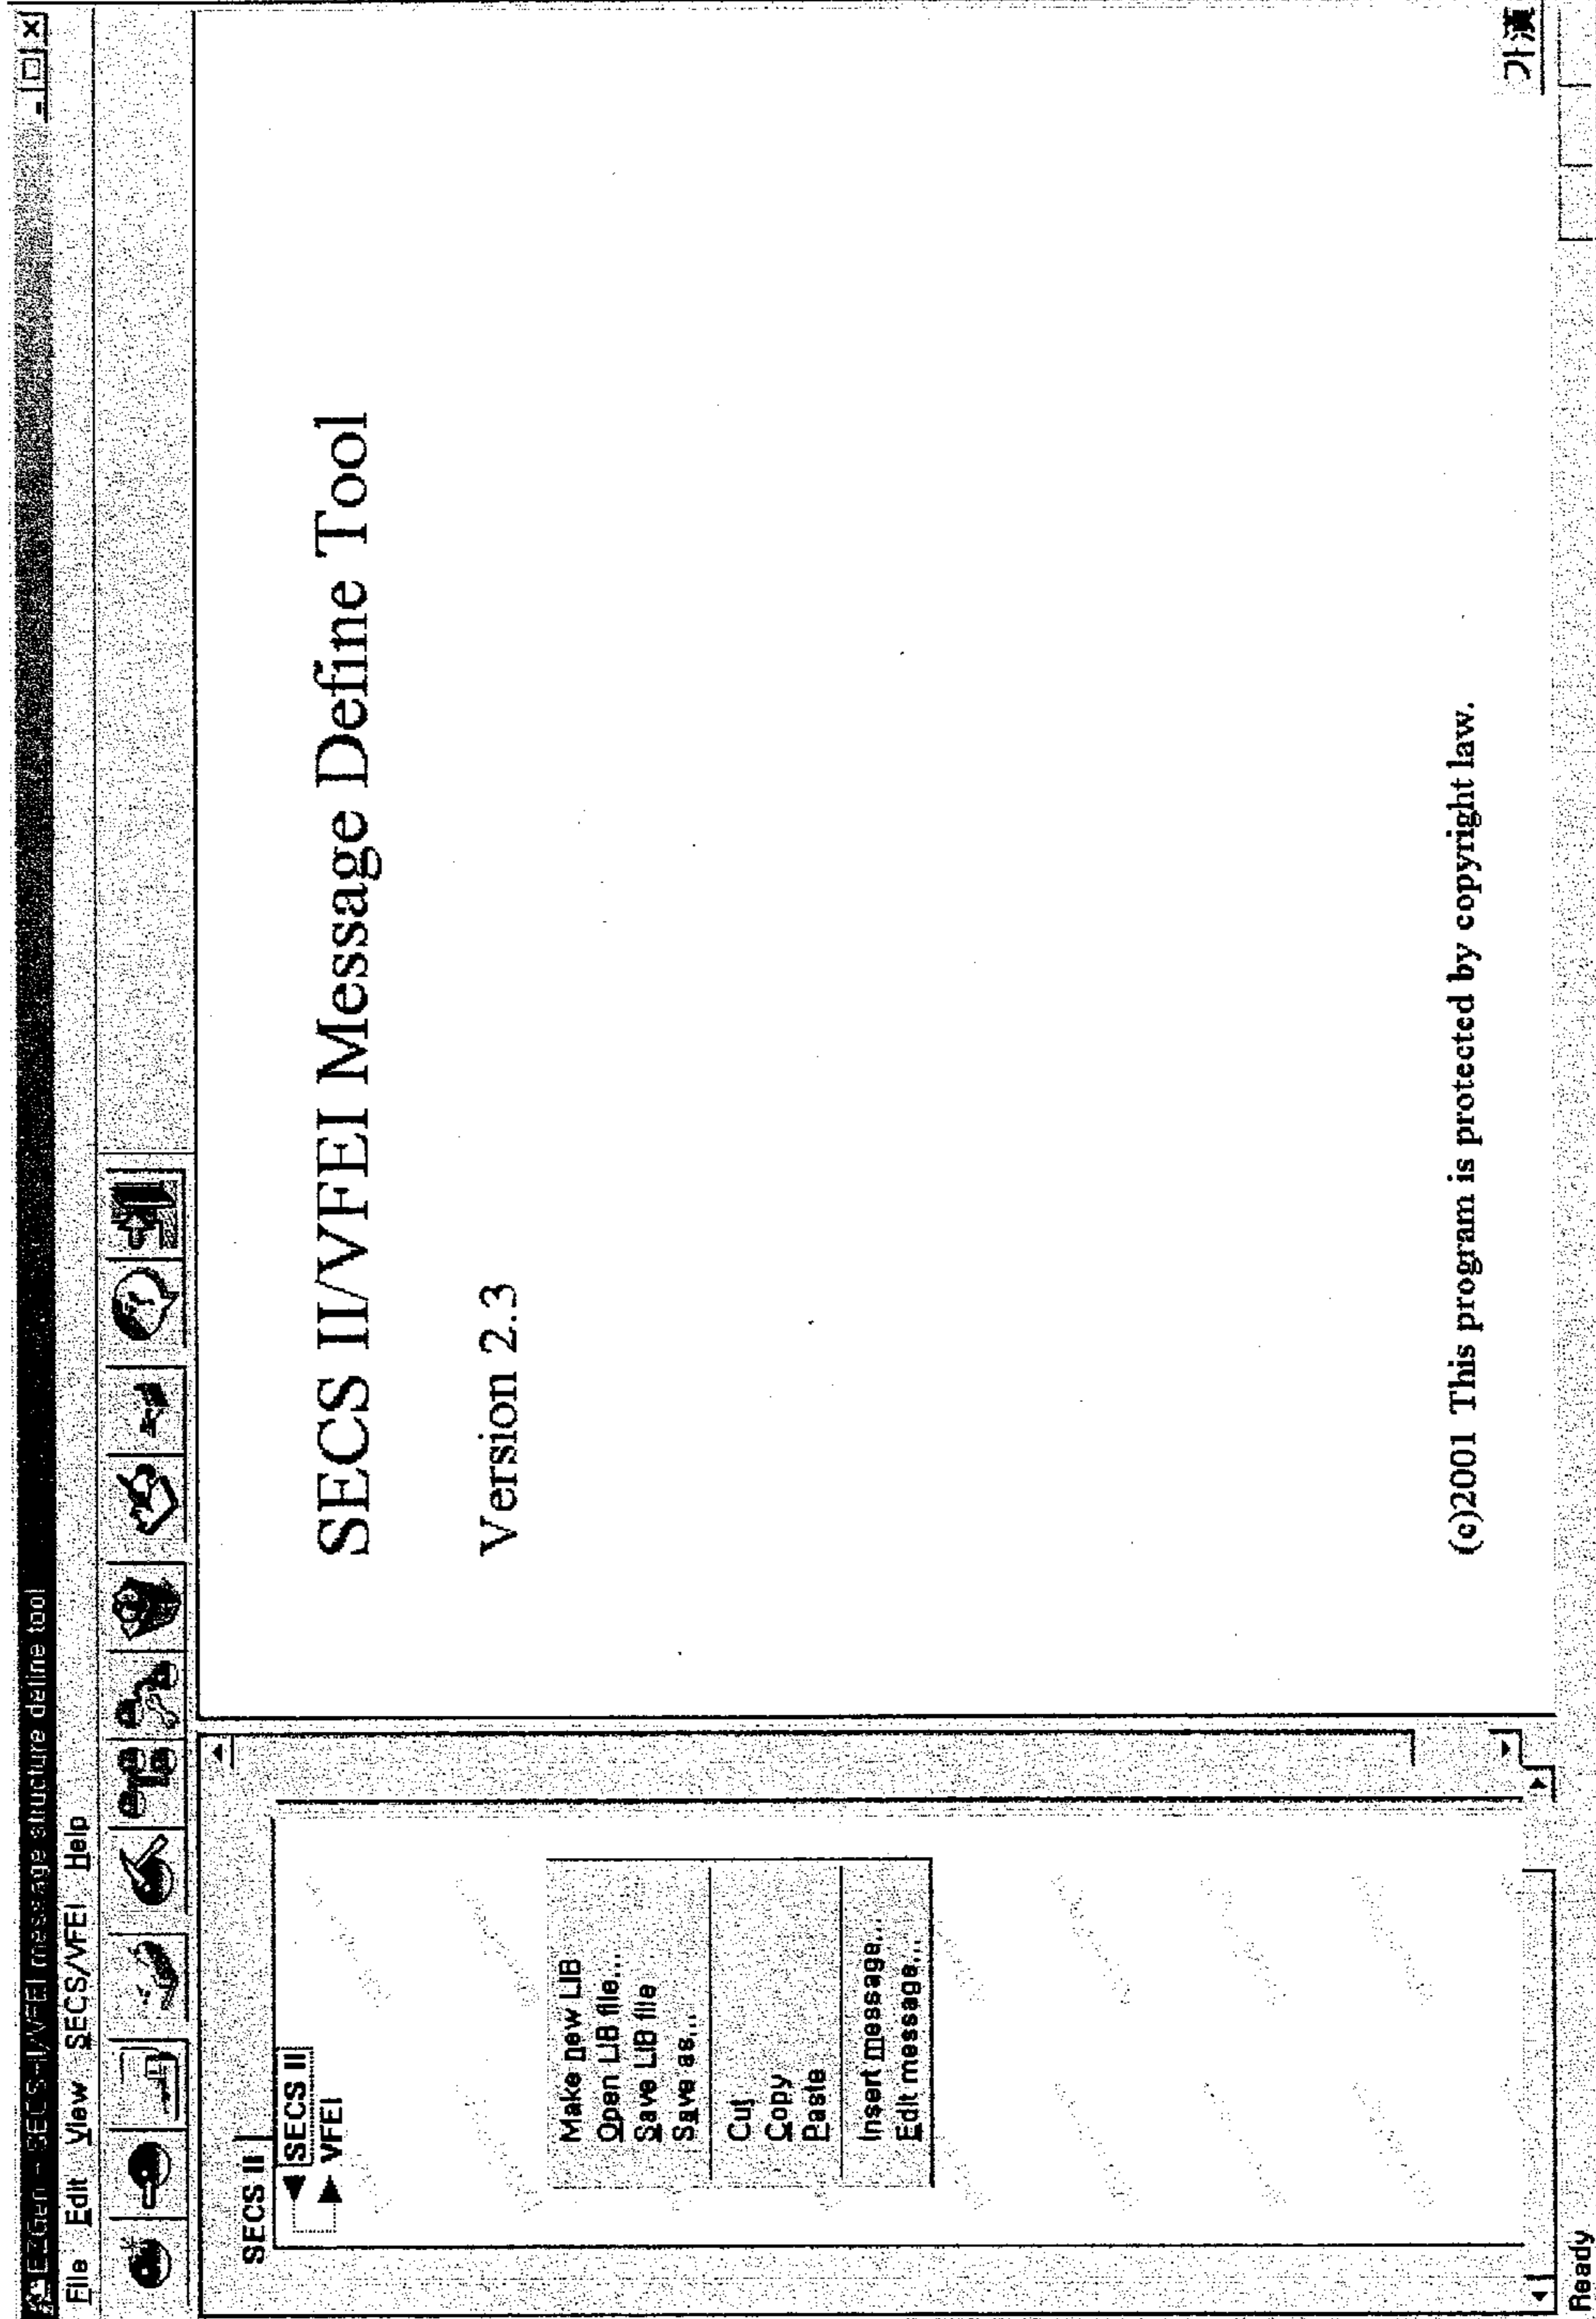 EZGen - SECS-II/VFEI message structure define tool
File Edit View SECS/VFEI Help
SECS II
SECS II
VFEI
Make new LIB
Open LIB file...
Save LIB file
Save as...
Cut
Copy
Paste
Insert message...
Edit message...
SECS II/VFEI Message Define Tool
Version 2.3
(c)2001 This program is protected by copyright law.
가漢
Ready